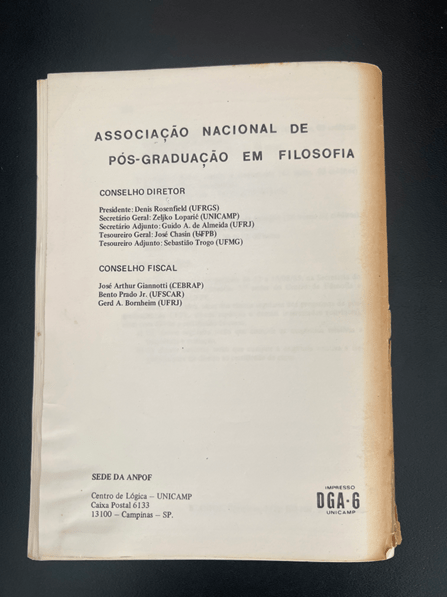 ASSOCIAÇÃO NACIONAL DE
PÓS-GRADUAÇÃO EM FILOSOFIA
CONSELHO DIRETOR
Presidente: Denis Rosenfield (UFRGS)
Secretário Geral: Zeljko Loparić (UNICAMP)
Secretário Adjunto: Guido A. de Almeida (UFRJ)
Tesoureiro Geral: José Chasin (UFPB)
Tesoureiro Adjunto: Sebastião Trogo (UFMG)
CONSELHO FISCAL
José Arthur Giannotti (CEBRAP)
Bento Prado Jr. (UFSCAR)
Gerd A. Bornheim (UFRJ)
SEDE DA ANPOF
Centro de Lógica – UNICAMP
Caixa Postal 6133
13100 – Campinas – SP.
IMPRESSO
DGA-6
UNICAMP